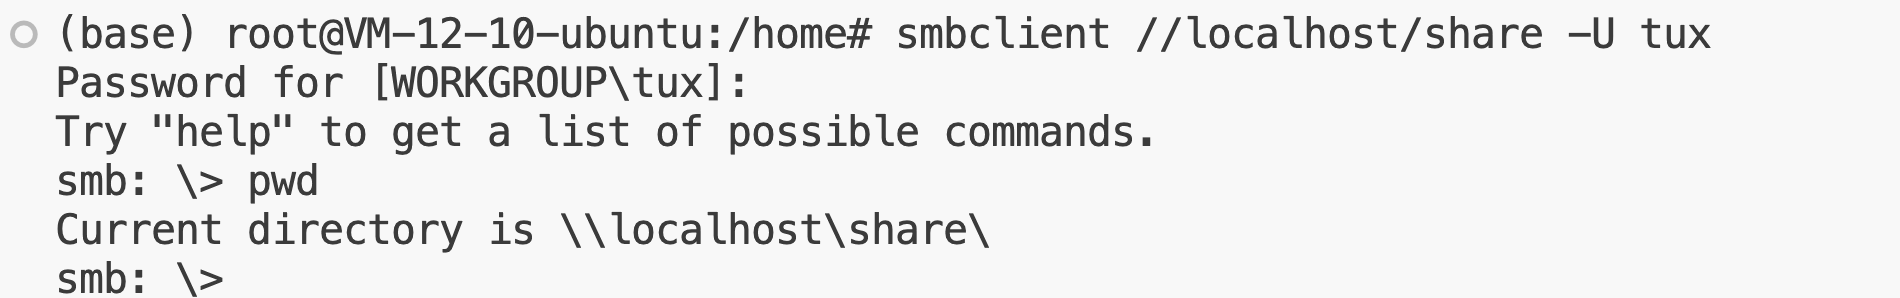 (base) root@VM-12-10-ubuntu:/home# smbclient //localhost/share -U tux
Password for [WORKGROUP\tux]:
Try "help" to get a list of possible commands.
smb: \> pwd
Current directory is \\localhost\share\
smb: \>